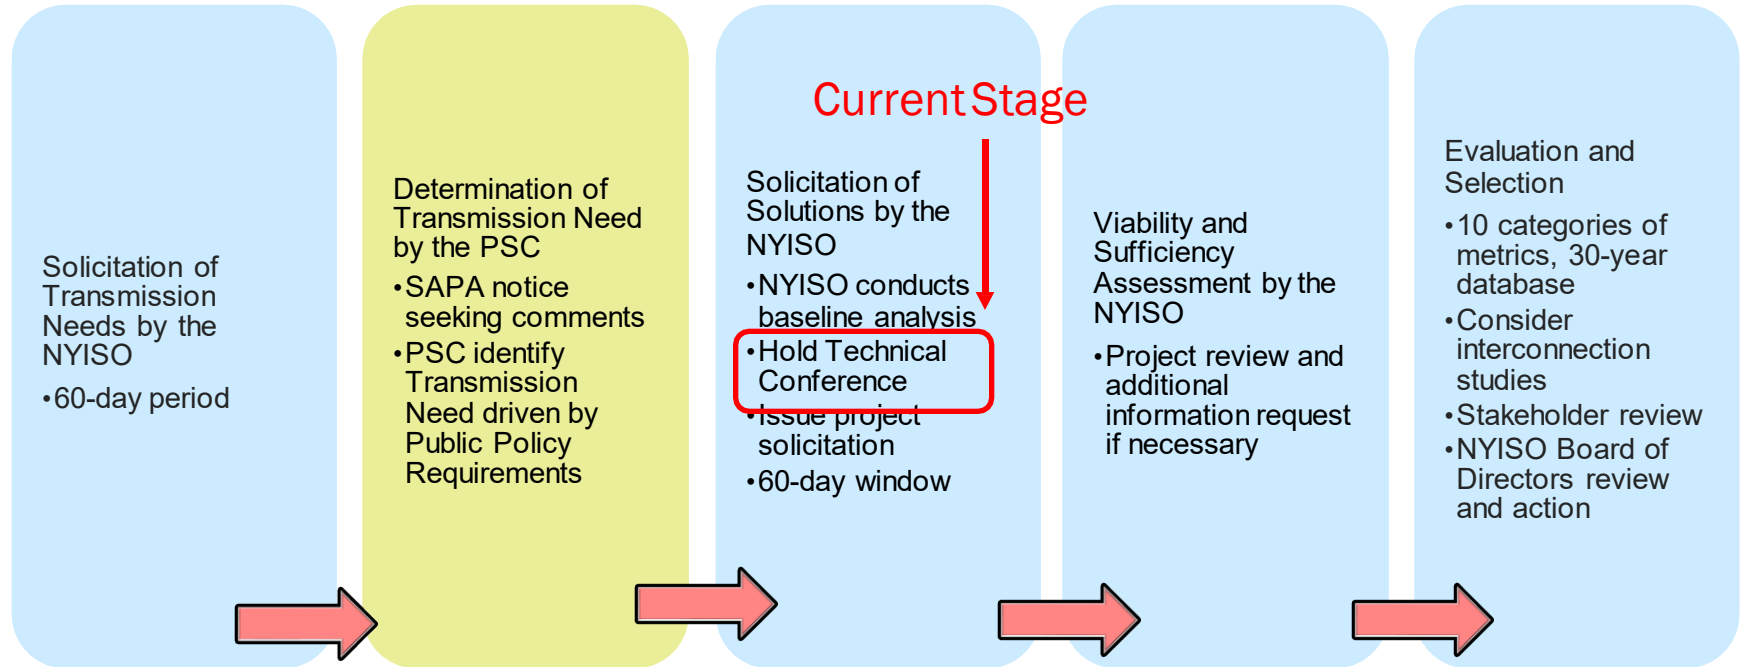 Solicitation of
Transmission
Needs by the
NYISO
•60-day period
Determination of
Transmission Need
by the PSC
•SAPA notice
seeking comments
•PSC identify
Transmission
Need driven by
Public Policy
Requirements
Current Stage
Solicitation of
Solutions by the
NYISO
•NYISO conducts
baseline analysis
•Hold Technical
Conference
•Issue project
solicitation
•60-day window
Viability and
Sufficiency
Assessment by the
NYISO
•Project review and
additional
information request
if necessary
Evaluation and
Selection
•10 categories of
metrics, 30-year
database
•Consider
interconnection
studies
•Stakeholder review
•NYISO Board of
Directors review
and action